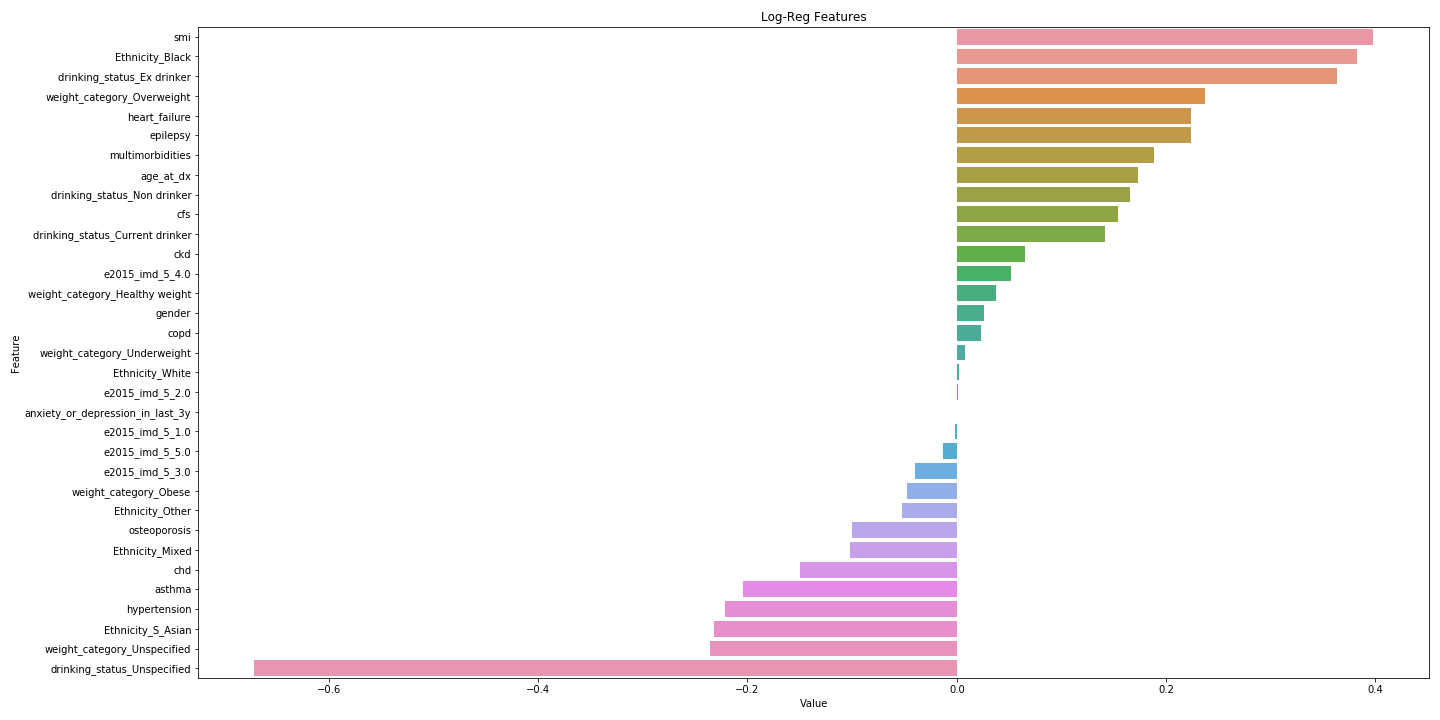 Log-Reg Features
smi
Ethnicity_Black
drinking_status_Ex drinker
weight_category_Overweight
heart_failure
epilepsy
multimorbidities
age_at_dx
drinking_status_Non drinker
cfs
drinking_status_Current drinker
ckd
e2015_imd_5_4.0
weight_category_Healthy weight
gender
copd
weight_category_Underweight
Ethnicity_White
e2015_imd_5_2.0
anxiety_or_depression_in_last_3y
e2015_imd_5_1.0
e2015_imd_5_5.0
e2015_imd_5_3.0
weight_category_Obese
Ethnicity_Other
osteoporosis
Ethnicity_Mixed
chd
asthma
hypertension
Ethnicity_S_Asian
weight_category_Unspecified
drinking_status_Unspecified
Feature
−0.6 −0.4 −0.2 0.0 0.2 0.4
Value